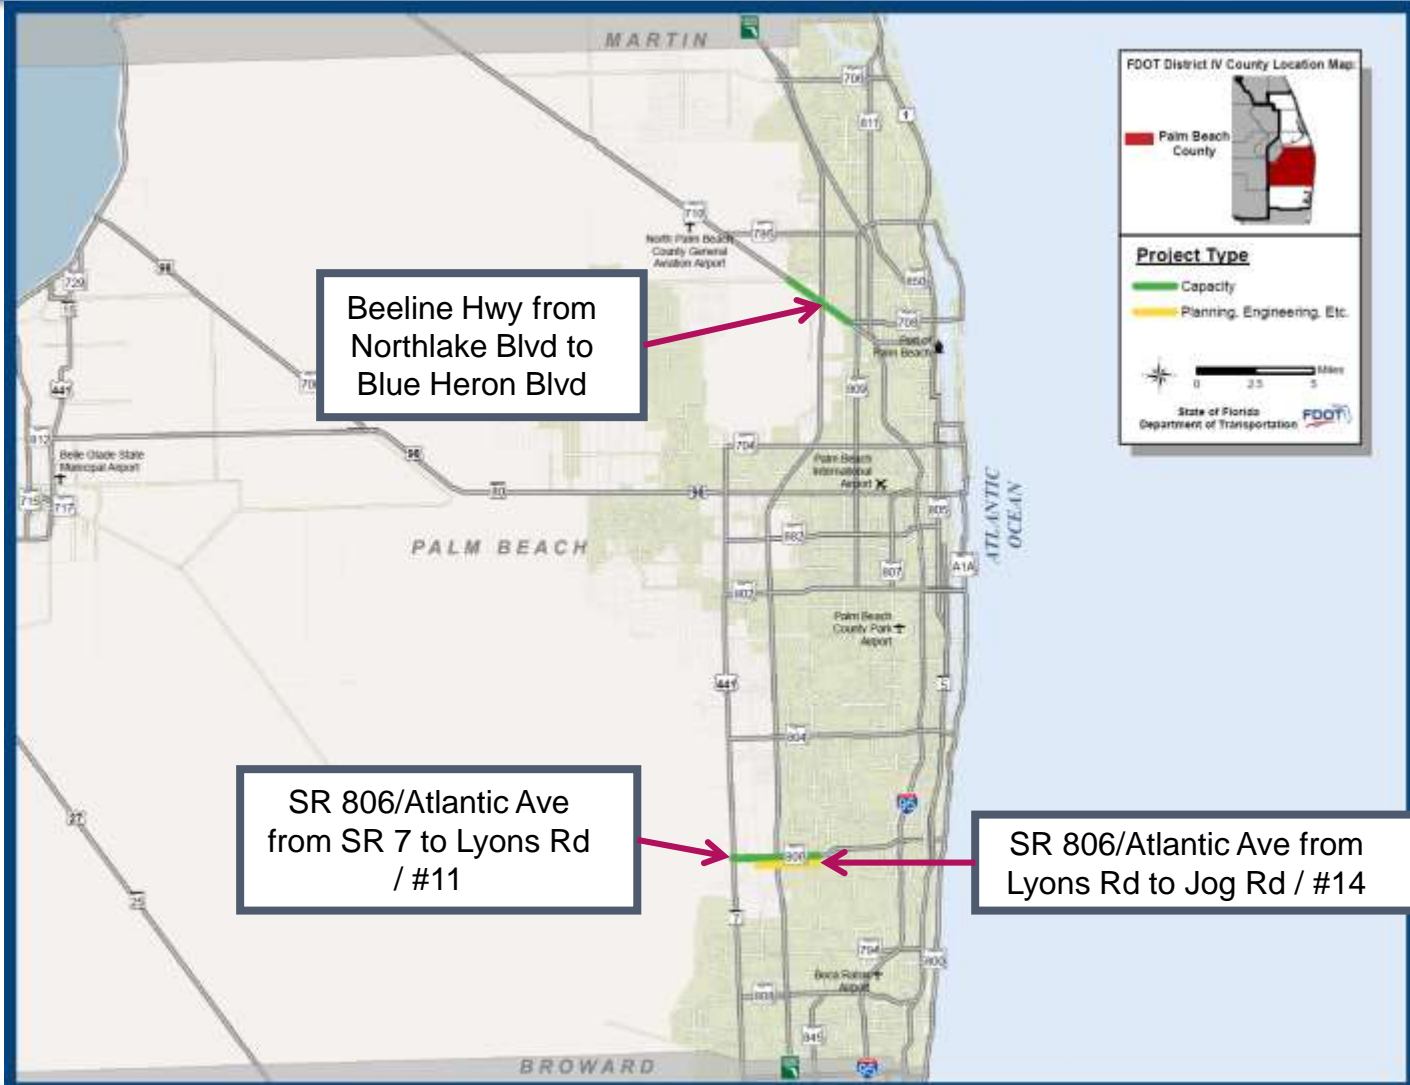 MARTIN
706
811
1
FDOT District IV County Location Map:
Palm Beach
County
Project Type
Capacity
Planning, Engineering, Etc.
Miles
0 2.5 5
State of Florida
Department of Transportation FDOT
710
786
North Palm Beach
County General
Aviation Airport
98
729
15
850
708
Port of
Palm Beach
Beeline Hwy from
Northlake Blvd to
Blue Heron Blvd
441
809
812
Belle Glade State
Municipal Airport
98
704
Palm Beach
International
Airport
715
717
80
98
805
882
ATLANTIC
OCEAN
PALM BEACH
807
A1A
802
Palm Beach
County Park
Airport
441
5
804
27
95
SR 806/Atlantic Ave
from SR 7 to Lyons Rd
/ #11
806
SR 806/Atlantic Ave from
Lyons Rd to Jog Rd / #14
25
7
794
800
Boca Raton
Airport
808
845
BROWARD
95